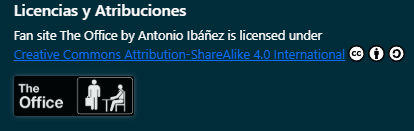 Licencias y Atribuciones
Fan site The Office by Antonio Ibáñez is licensed under
Creative Commons Attribution-ShareAlike 4.0 International
The
Office